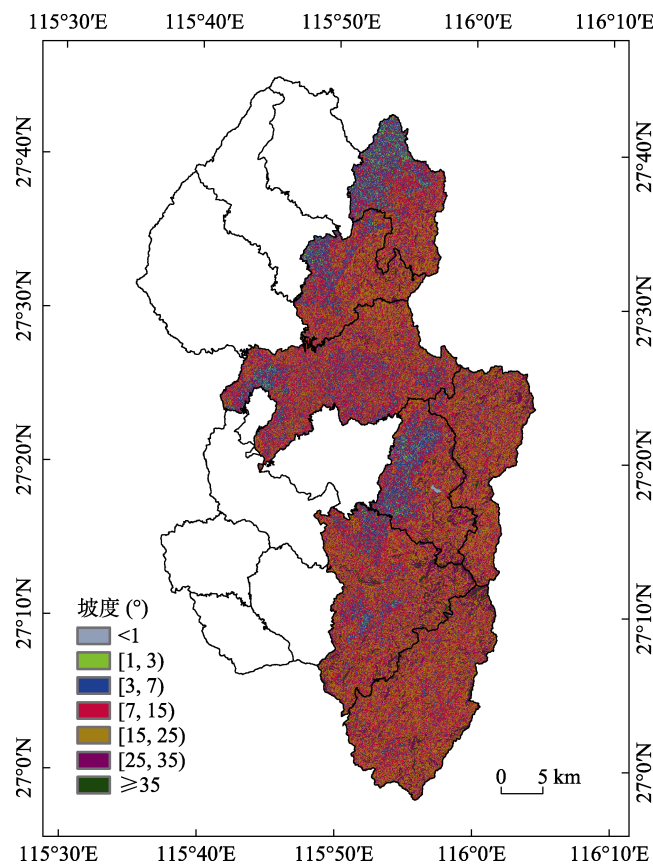 115°30′E 115°40′E 115°50′E 116°0′E 116°10′E
27°40′N 27°40′N
27°30′N 27°30′N
27°20′N 27°20′N
27°10′N 27°10′N
27°0′N 27°0′N
坡度 (°)
<1
[1, 3)
[3, 7)
[7, 15)
[15, 25)
[25, 35)
⩾35
0 5 km
115°30′E 115°40′E 115°50′E 116°0′E 116°10′E